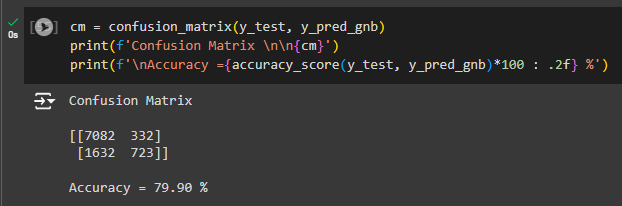 cm = confusion_matrix(y_test, y_pred_gnb)
print(f'Confusion Matrix \n\n{cm}')
print(f'\nAccuracy ={accuracy_score(y_test, y_pred_gnb)*100 : .2f} %')
0s
Confusion Matrix
[[7082 332]
[1632 723]]
Accuracy = 79.90 %